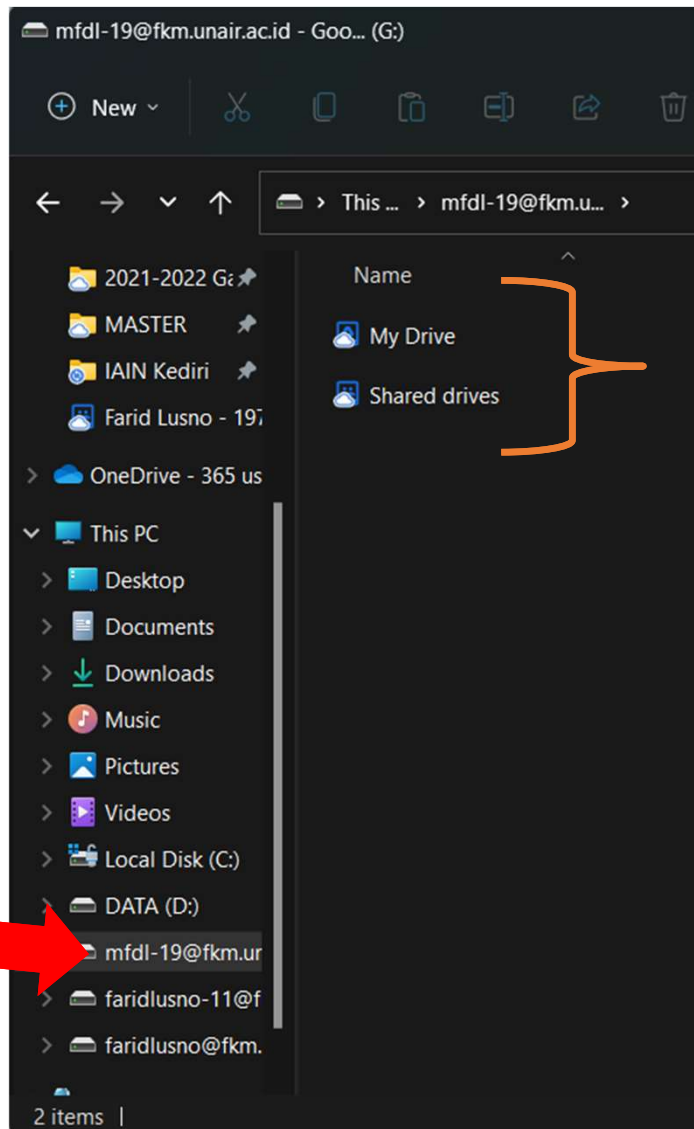 mfdl-19@fkm.unair.ac.id - Goo... (G:)
New
This ... › mfdl-19@fkm.u... ›
2021-2022 Ga
MASTER
IAIN Kediri
Farid Lusno - 197
OneDrive - 365 us
This PC
Desktop
Documents
Downloads
Music
Pictures
Videos
Local Disk (C:)
DATA (D:)
mfdl-19@fkm.un
faridlusno-11@f
faridlusno@fkm.
Name
My Drive
Shared drives
2 items